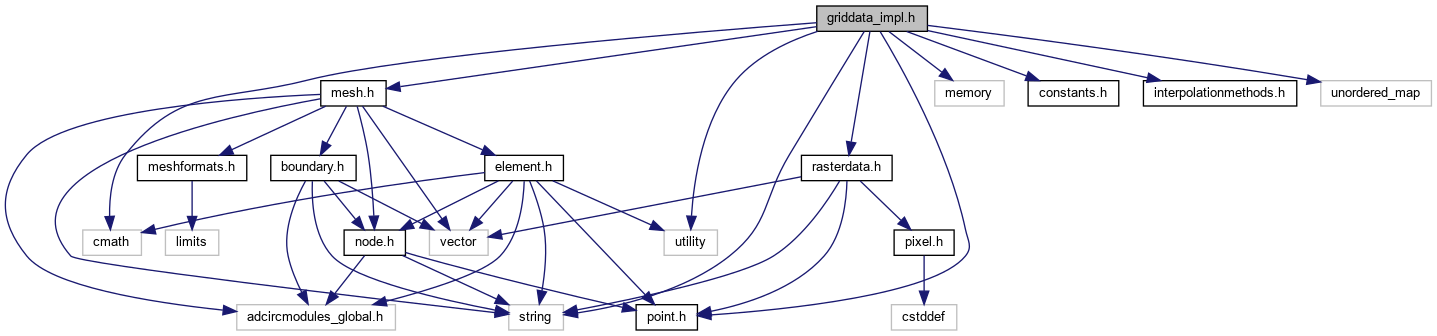 griddata_impl.h
mesh.h
memory
constants.h
interpolationmethods.h
unordered_map
meshformats.h
boundary.h
element.h
rasterdata.h
cmath
limits
node.h
vector
utility
pixel.h
adcircmodules_global.h
string
point.h
cstddef